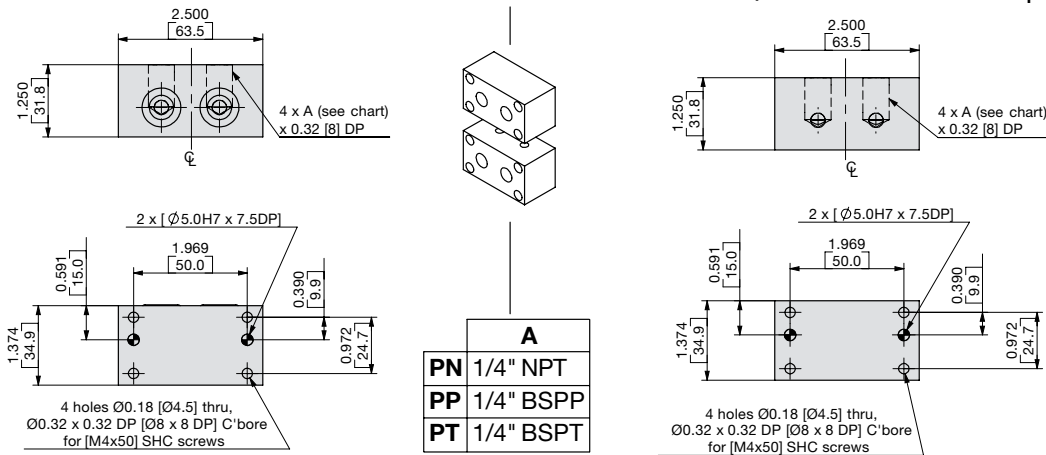 2.500
63.5
1.250
31.8
4 x A (see chart)
x 0.32 [8] DP
℄
2 x [Ø5.0H7 x 7.5DP]
1.969
50.0
0.591
15.0
0.390
9.9
1.374
34.9
0.972
24.7
4 holes Ø0.18 [Ø4.5] thru,
Ø0.32 x 0.32 DP [Ø8 x 8 DP] C'bore
for [M4x50] SHC screws
A
PN 1/4" NPT
PP 1/4" BSPP
PT 1/4" BSPT
2.500
63.5
1.250
31.8
4 x A (see chart)
x 0.32 [8] DP
℄
2 x [Ø5.0H7 x 7.5DP]
1.969
50.0
0.591
15.0
0.390
9.9
1.374
34.9
0.972
24.7
4 holes Ø0.18 [Ø4.5] thru,
Ø0.32 x 0.32 DP [Ø8 x 8 DP] C'bore
for [M4x50] SHC screws